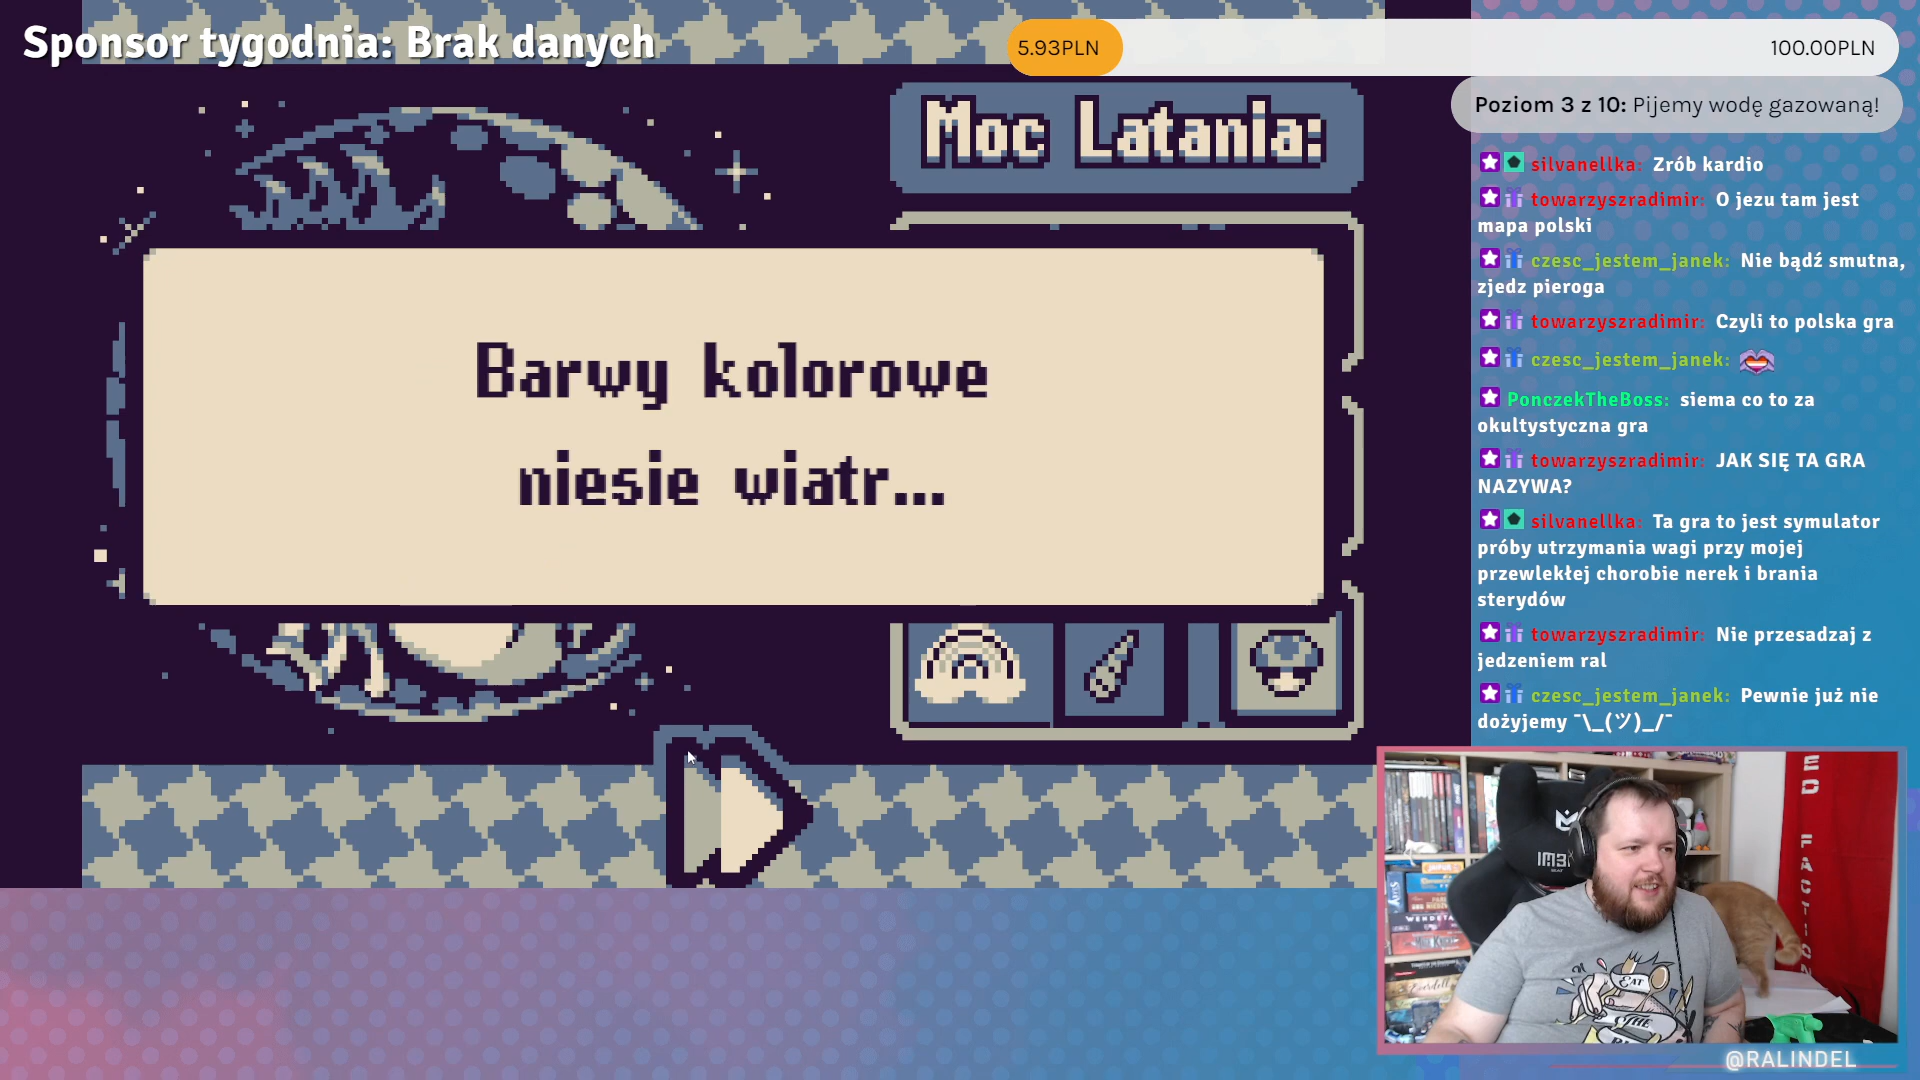 Sponsor tygodnia: Brak danych
5.93PLN
100.00PLN
Poziom 3 z 10: Pijemy wodę gazowaną!
Moc Latania:
Barwy kolorowe
niesie wiatr...
silvanellka: Zrób kardio
towarzyszradimir: O jezu tam jest
mapa polski
czesc_jestem_janek: Nie bądź smutna,
zjedz pieroga
towarzyszradimir: Czyli to polska gra
czesc_jestem_janek:
PonczekTheBoss: siema co to za
okultystyczna gra
towarzyszradimir: JAK SIĘ TA GRA
NAZYWA?
silvanellka: Ta gra to jest symulator
próby utrzymania wagi przy mojej
przewlekłej chorobie nerek i brania
sterydów
towarzyszradimir: Nie przesadzaj z
jedzeniem ral
czesc_jestem_janek: Pewnie już nie
dożyjemy ¯\_(ツ)_/¯
EAT
THE
FACTION
@RALINDEL